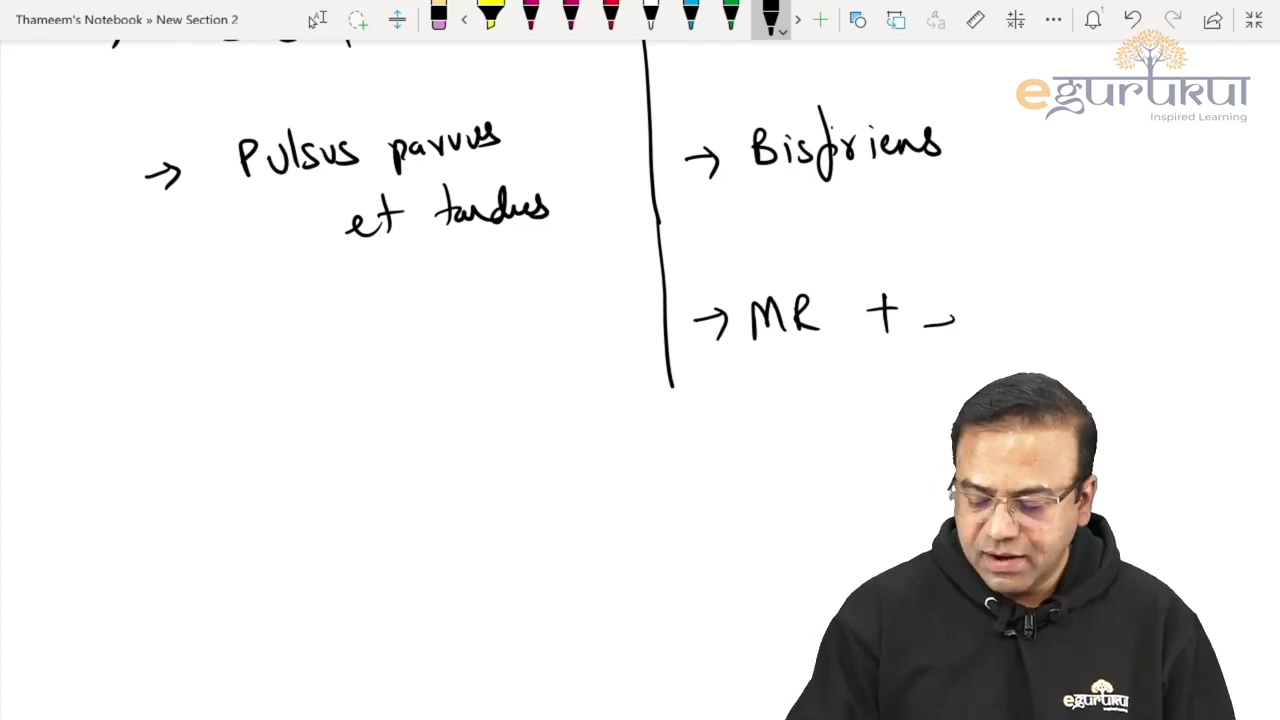 Thameem's Notebook » New Section 2
egurukul
Inspired Learning
→ Pulsus parvus
et tardus
→ Bisferiens
→ MR +
egurukul